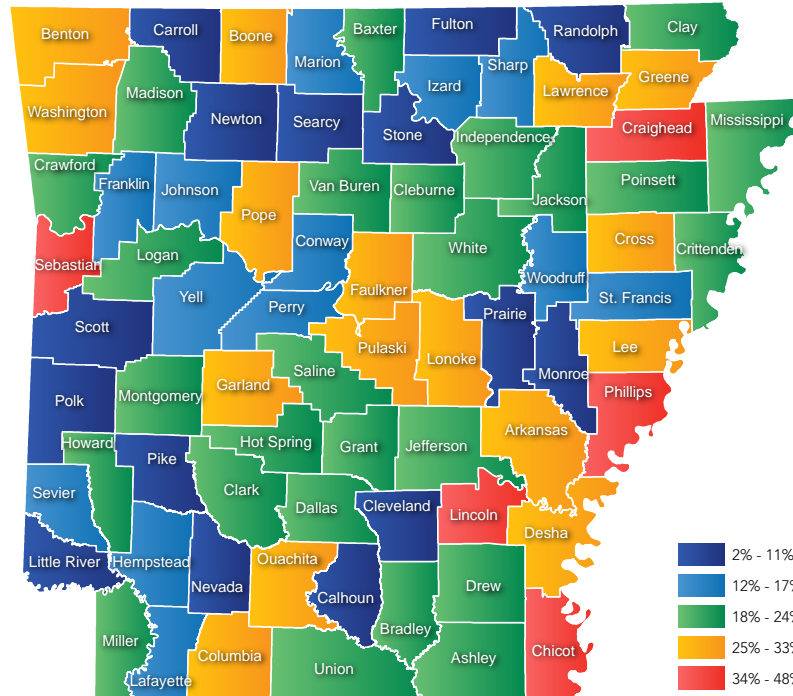 Benton
Carroll
Boone
Marion
Baxter
Fulton
Sharp
Randolph
Clay
Washington
Madison
Newton
Searcy
Stone
Izard
Lawrence
Greene
Independence
Craighead
Mississippi
Crawford
Franklin
Johnson
Pope
Van Buren
Cleburne
Jackson
Poinsett
Sebastian
Logan
Conway
White
Woodruff
Cross
Crittenden
Yell
Perry
Faulkner
Prairie
St. Francis
Scott
Saline
Pulaski
Lonoke
Monroe
Lee
Polk
Montgomery
Garland
Phillips
Howard
Pike
Hot Spring
Grant
Jefferson
Arkansas
Sevier
Clark
Dallas
Cleveland
Lincoln
Desha
Little River
Hempstead
Nevada
Ouachita
Calhoun
Drew
Miller
Lafayette
Columbia
Union
Bradley
Ashley
Chicot
2% - 11%
12% - 17%
18% - 24%
25% - 33%
34% - 48%